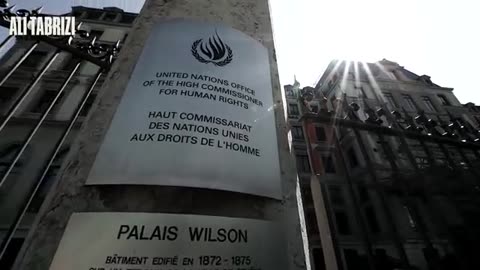 ALI TABRIZI
UNITED NATIONS OFFICE
OF THE HIGH COMMISSIONER
FOR HUMAN RIGHTS
HAUT COMMISSARIAT
DES NATIONS UNIES
AUX DROITS DE L'HOMME
PALAIS WILSON
BÂTIMENT EDIFIÉ EN 1872 - 1875